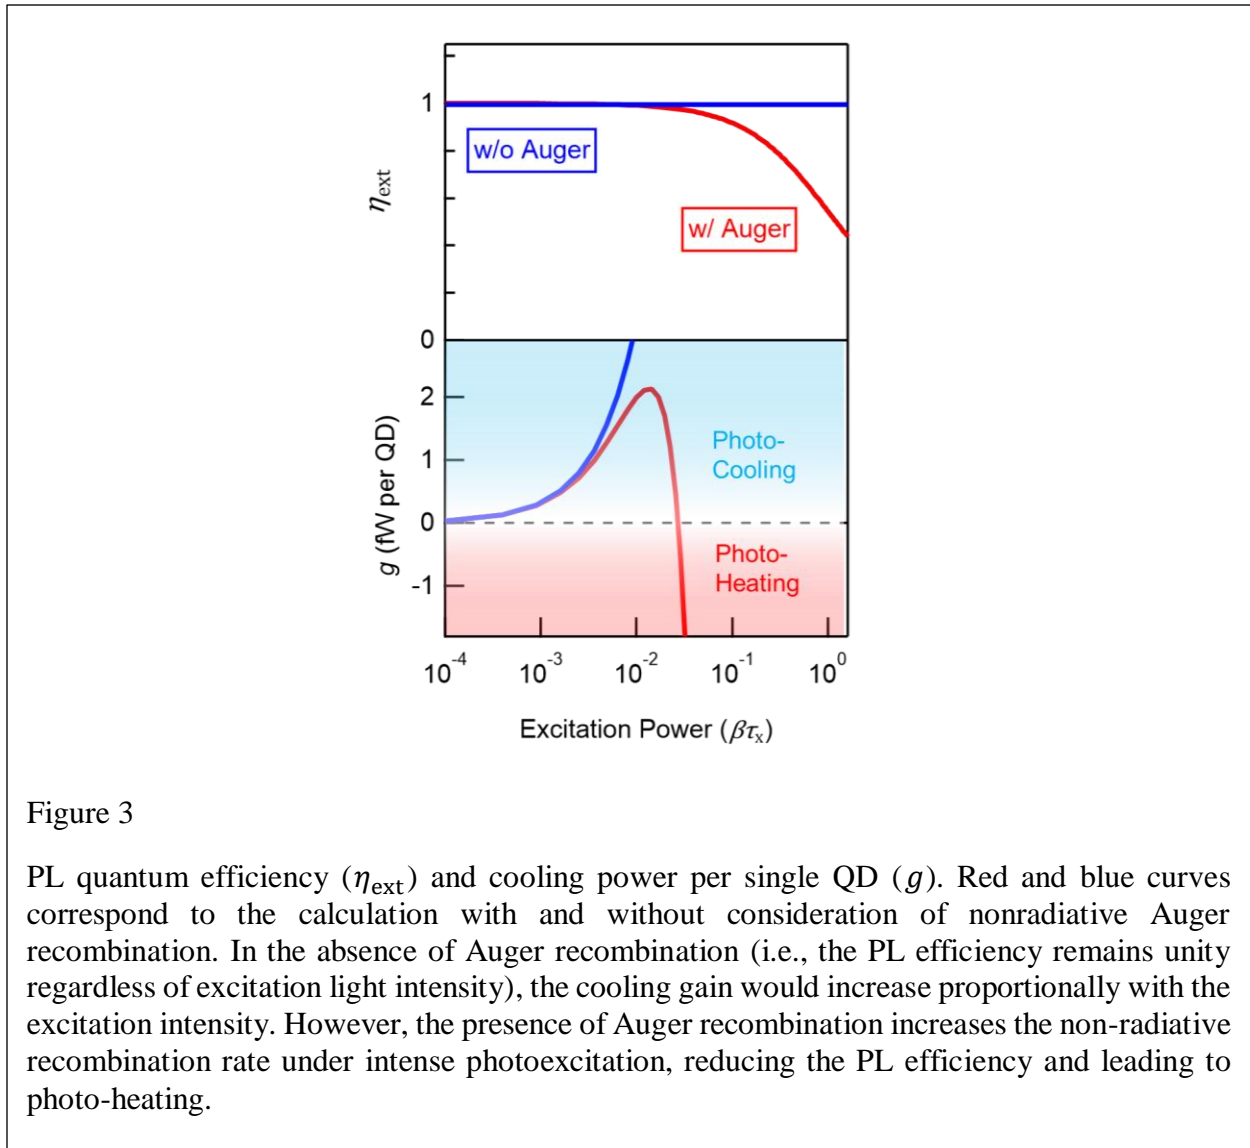 1
w/o Auger
η_ext
w/ Auger
0
2
1
0
-1
g (fW per QD)
Photo-
Cooling
Photo-
Heating
10⁻⁴ 10⁻³ 10⁻² 10⁻¹ 10⁰
Excitation Power (βτₓ)
Figure 3
PL quantum efficiency (η_ext) and cooling power per single QD (g). Red and blue curves
correspond to the calculation with and without consideration of nonradiative Auger
recombination. In the absence of Auger recombination (i.e., the PL efficiency remains unity
regardless of excitation light intensity), the cooling gain would increase proportionally with the
excitation intensity. However, the presence of Auger recombination increases the non-radiative
recombination rate under intense photoexcitation, reducing the PL efficiency and leading to
photo-heating.